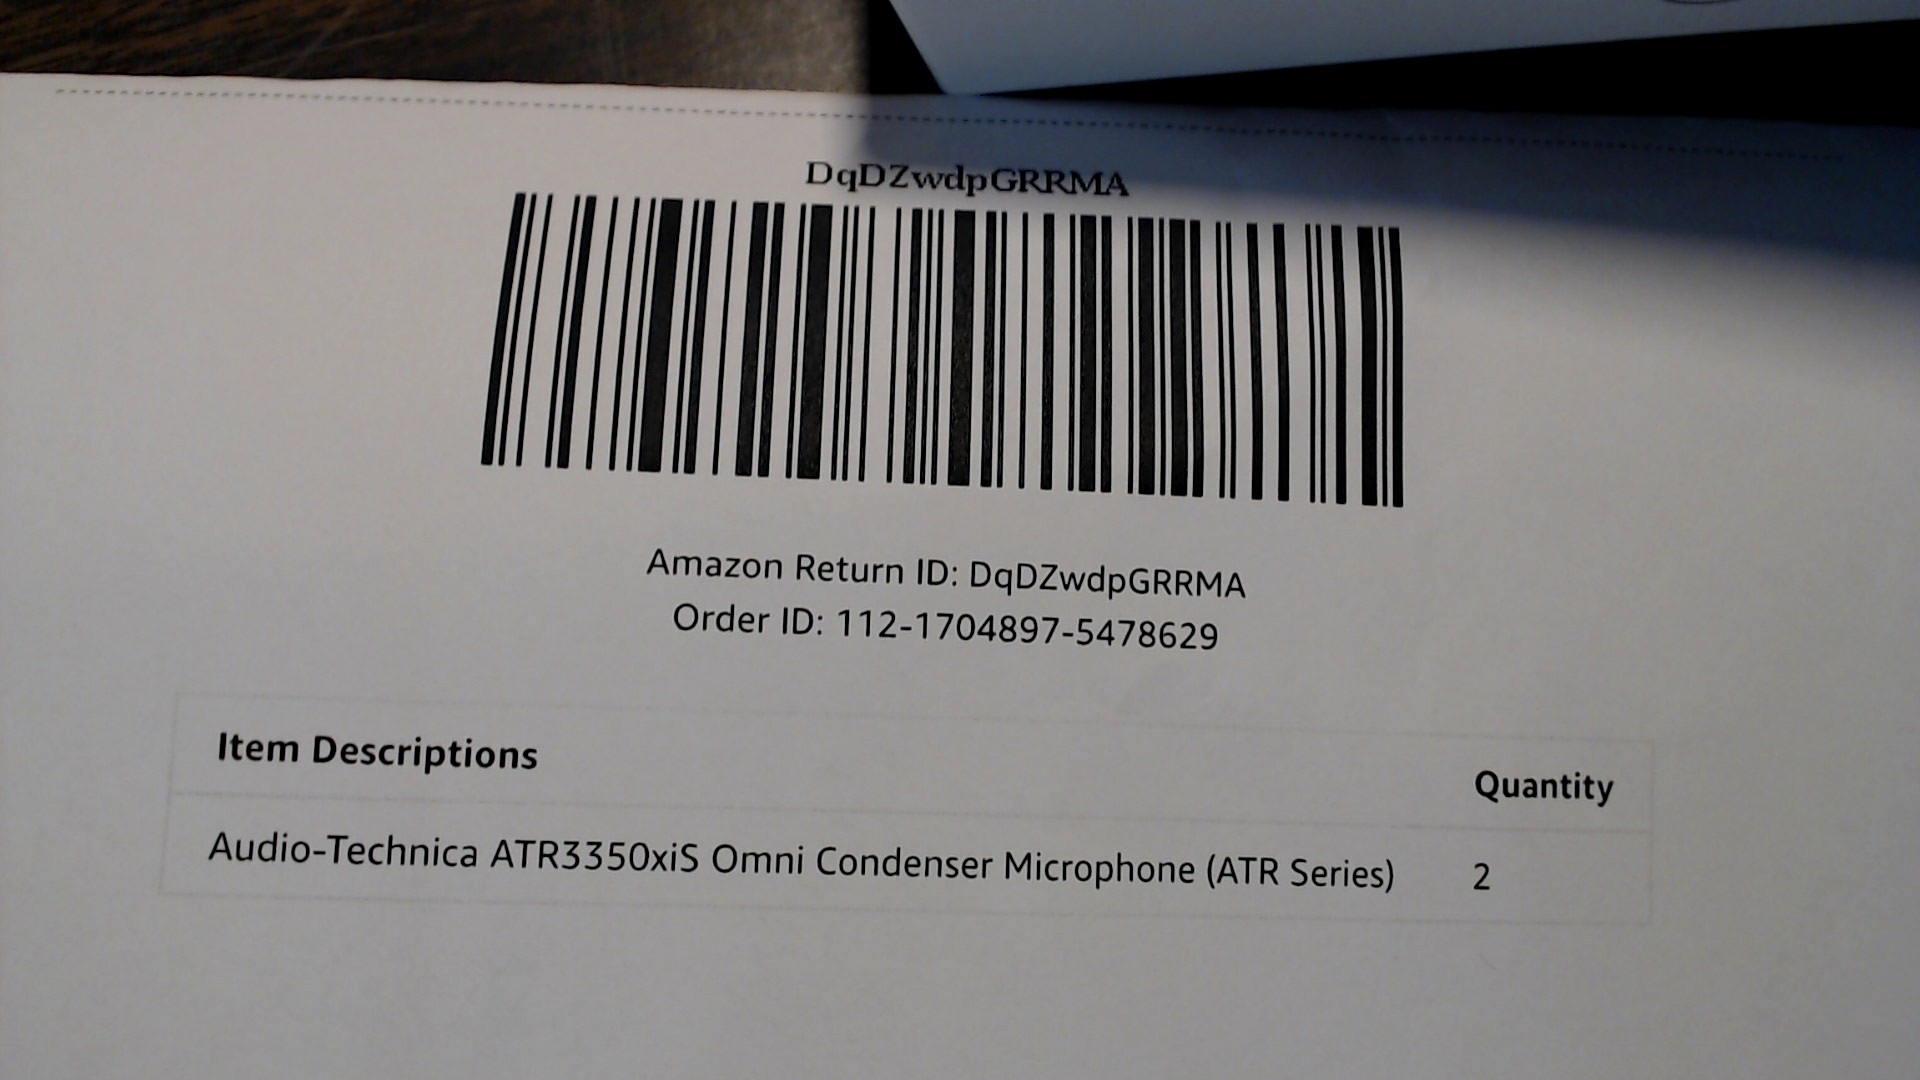 DqDZwdpGRRMA
Amazon Return ID: DqDZwdpGRRMA
Order ID: 112-1704897-5478629
Item Descriptions Quantity
Audio-Technica ATR3350xiS Omni Condenser Microphone (ATR Series) 2